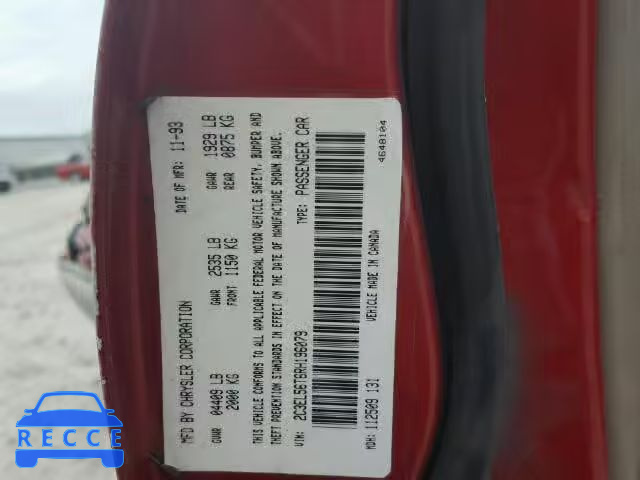 MFD BY CHRYSLER CORPORATION DATE OF MFR: 11-93
GVWR 04409 LB GAWR 2535 LB GAWR 1929 LB
2000 KG FRONT 1150 KG REAR 0875 KG
THIS VEHICLE CONFORMS TO ALL APPLICABLE FEDERAL MOTOR VEHICLE SAFETY, BUMPER AND
THEFT PREVENTION STANDARDS IN EFFECT ON THE DATE OF MANUFACTURE SHOWN ABOVE.
VIN: 2C3EL56T6RH196079 TYPE: PASSENGER CAR
MDH: 112509 131 VEHICLE MADE IN CANADA 4648104
RECCE